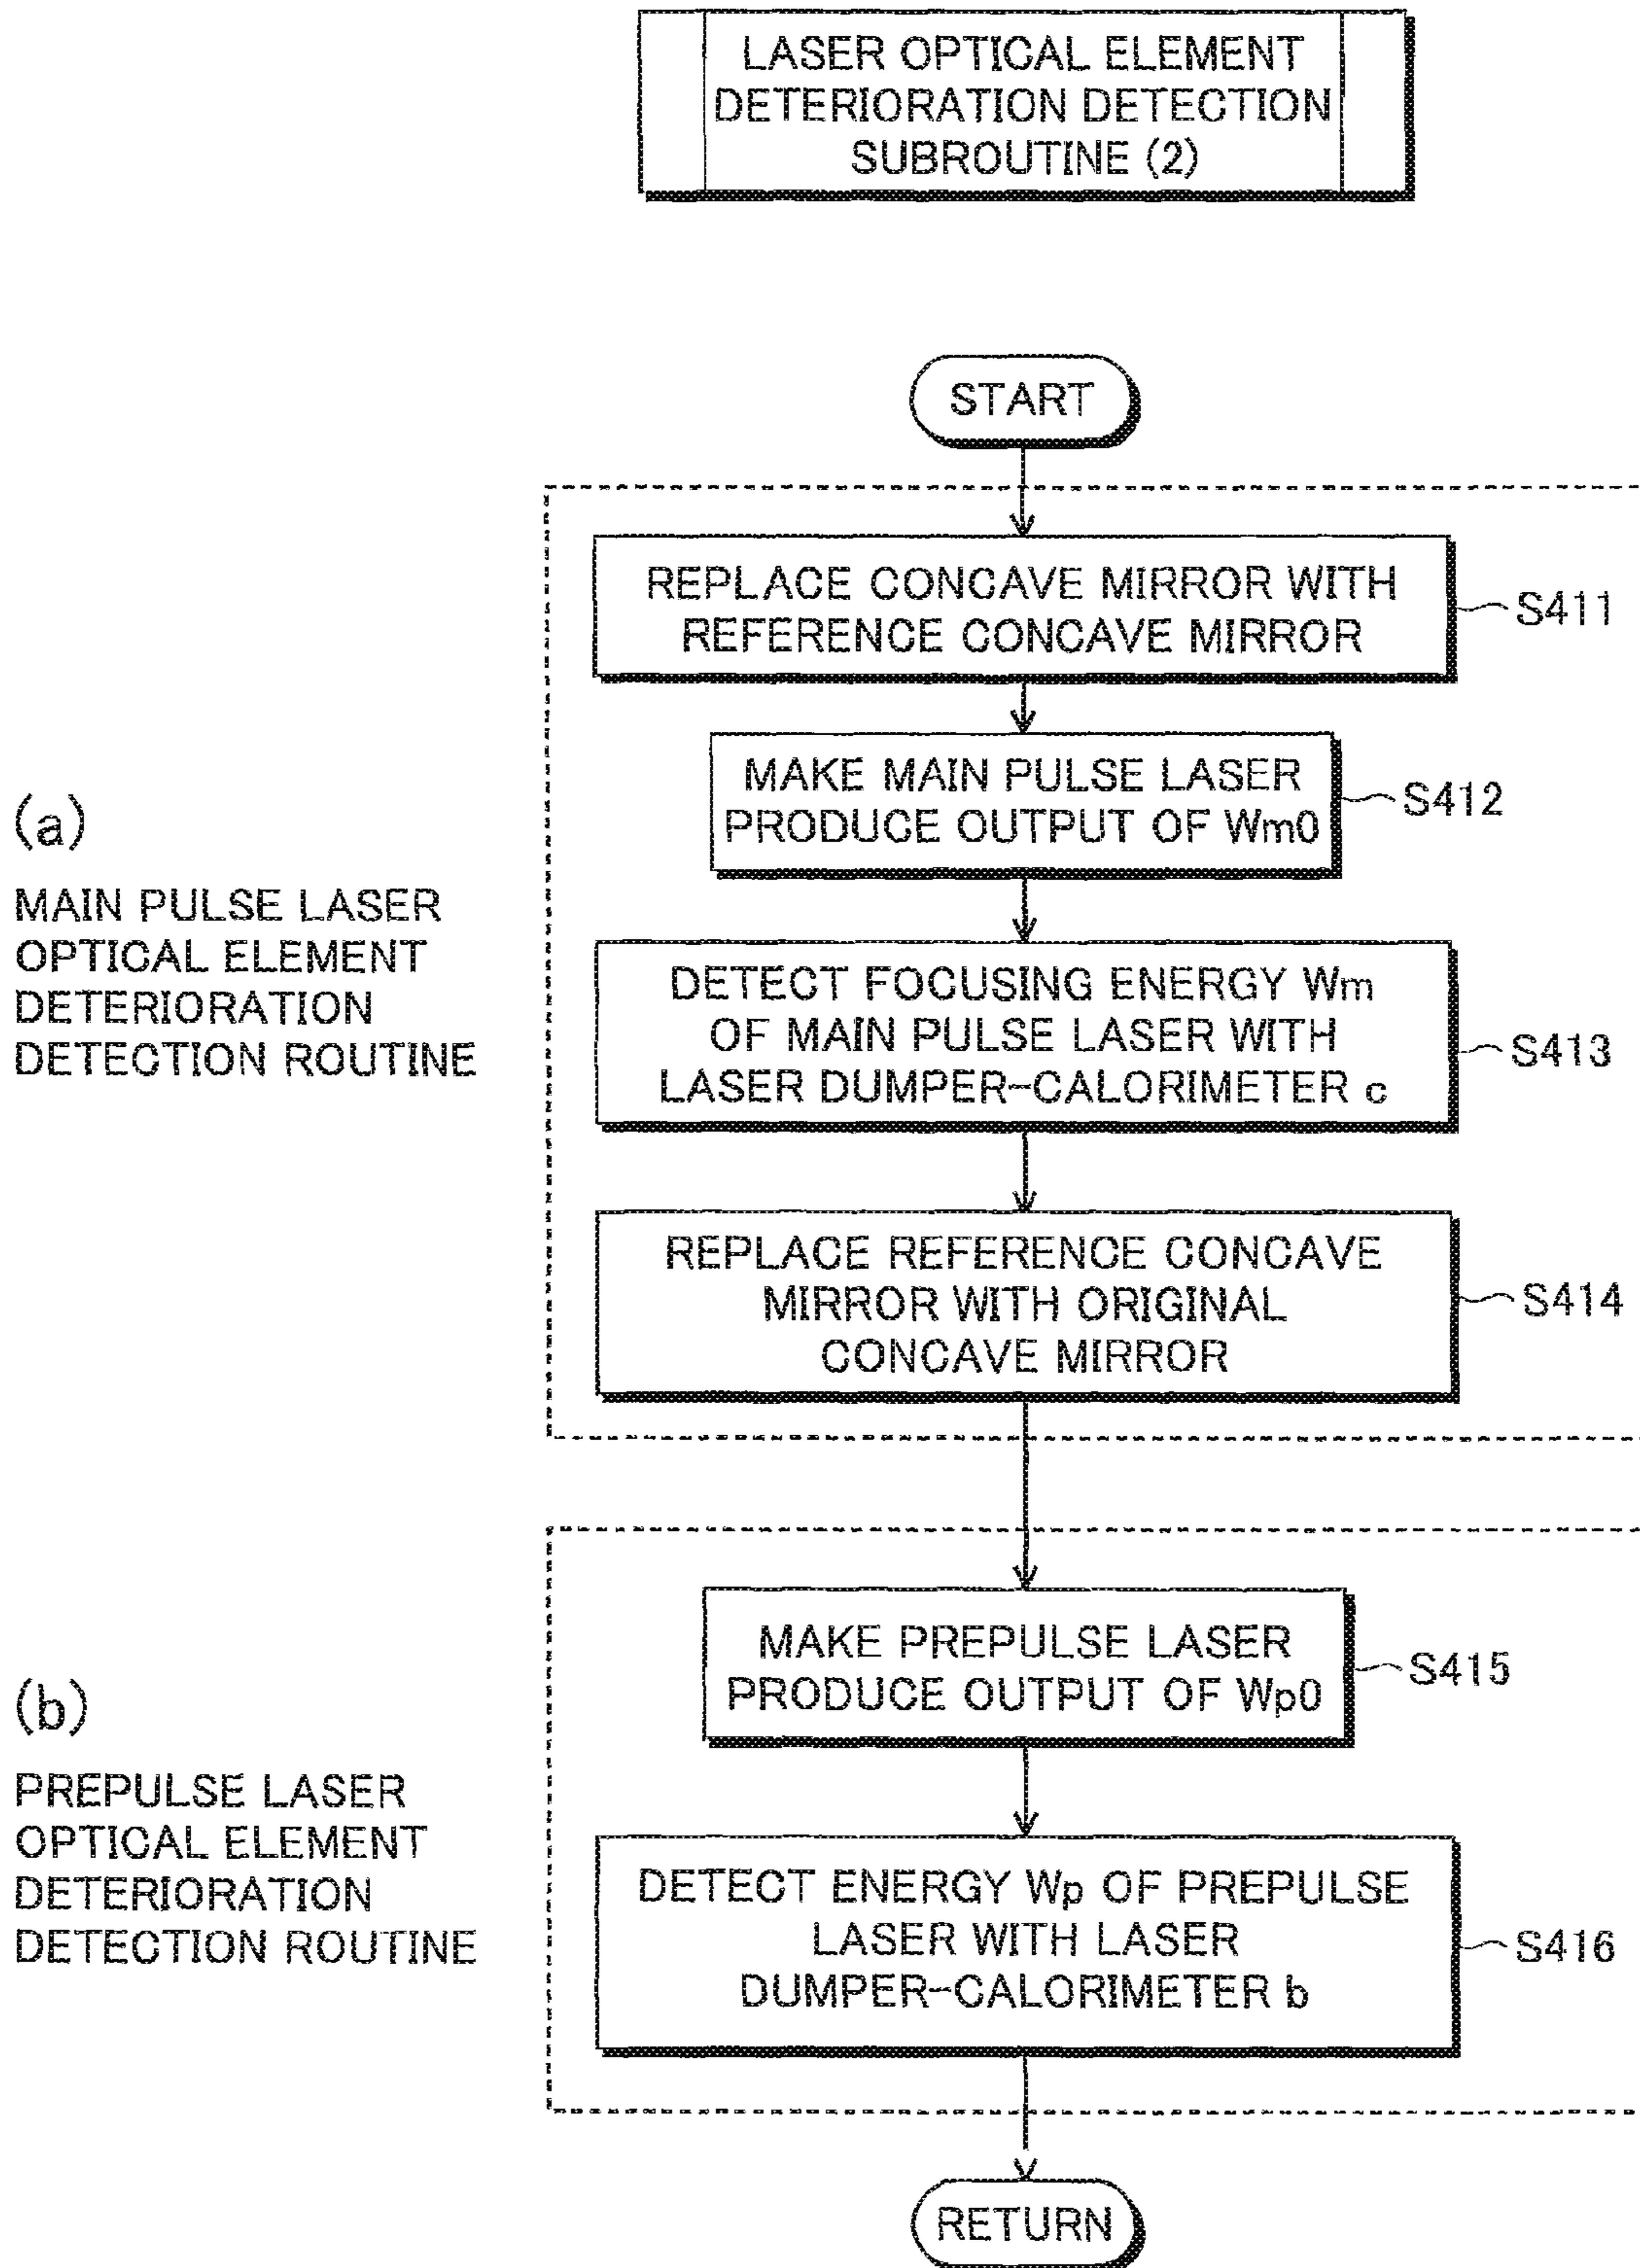 LASER OPTICAL ELEMENT
DETERIORATION DETECTION
SUBROUTINE (2)
START
(a)
MAIN PULSE LASER
OPTICAL ELEMENT
DETERIORATION
DETECTION ROUTINE
REPLACE CONCAVE MIRROR WITH
REFERENCE CONCAVE MIRROR
S411
MAKE MAIN PULSE LASER
PRODUCE OUTPUT OF Wm0
S412
DETECT FOCUSING ENERGY Wm
OF MAIN PULSE LASER WITH
LASER DUMPER-CALORIMETER c
S413
REPLACE REFERENCE CONCAVE
MIRROR WITH ORIGINAL
CONCAVE MIRROR
S414
(b)
PREPULSE LASER
OPTICAL ELEMENT
DETERIORATION
DETECTION ROUTINE
MAKE PREPULSE LASER
PRODUCE OUTPUT OF Wp0
S415
DETECT ENERGY Wp OF PREPULSE
LASER WITH LASER
DUMPER-CALORIMETER b
S416
RETURN